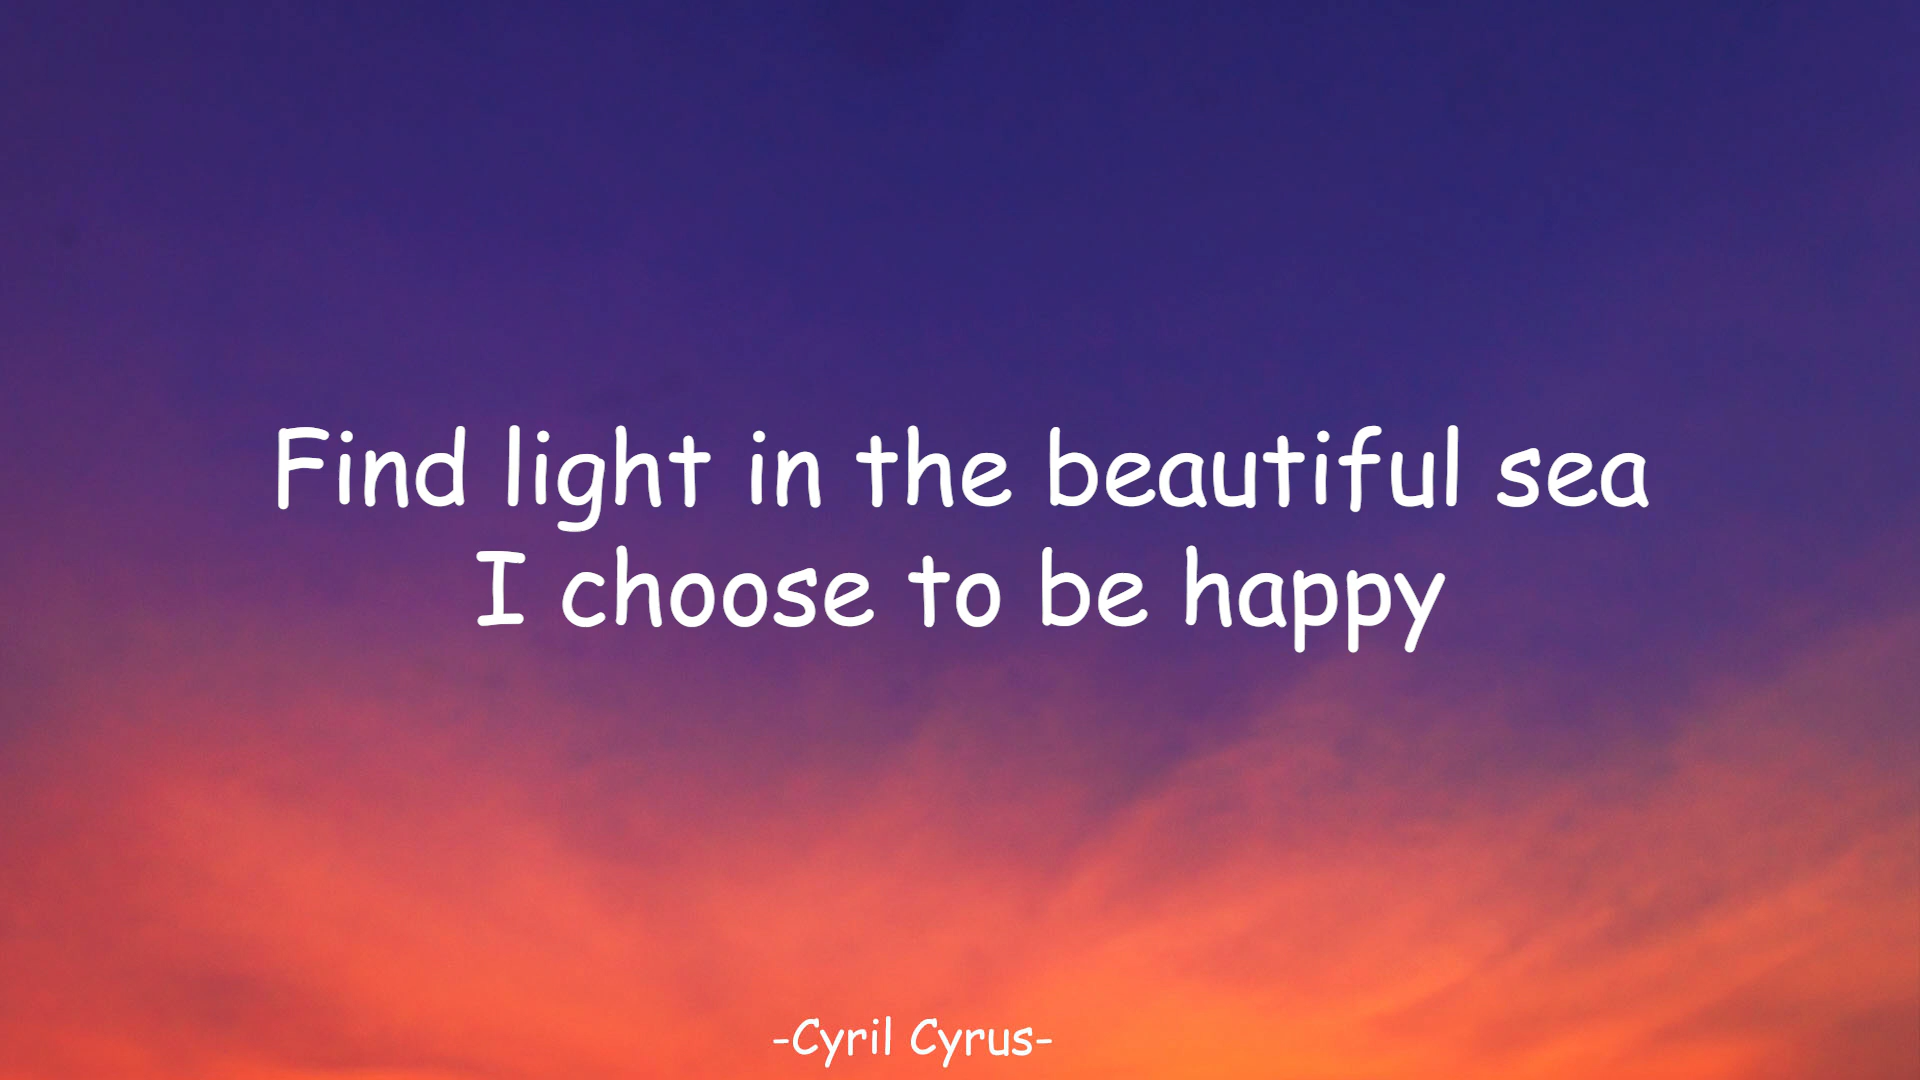 Find light in the beautiful sea
I choose to be happy
-Cyril Cyrus-